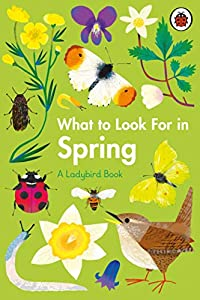 What to Look For in
Spring
A Ladybird Book